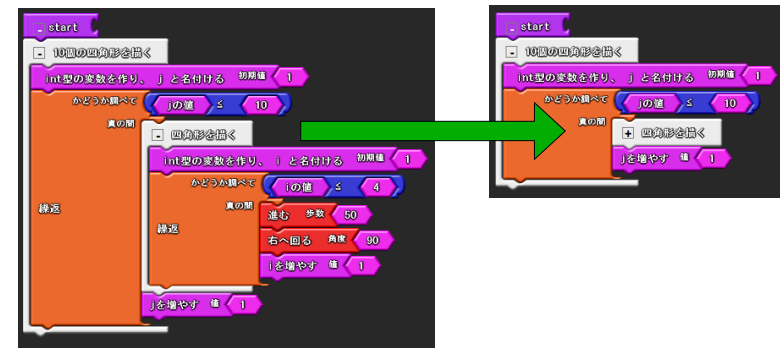 start
10個の四角形を描く
int型の変数を作り、 j と名付ける 初期値 1
かどうか調べて jの値 ≤ 10
真の間
四角形を描く
int型の変数を作り、 i と名付ける 初期値 1
かどうか調べて iの値 ≤ 4
真の間
進む 歩数 50
繰返
右へ回る 角度 90
iを増やす 値 1
繰返
jを増やす 値 1
start
10個の四角形を描く
int型の変数を作り、 j と名付ける 初期値 1
かどうか調べて jの値 ≤ 10
真の間
四角形を描く
繰返
jを増やす 値 1